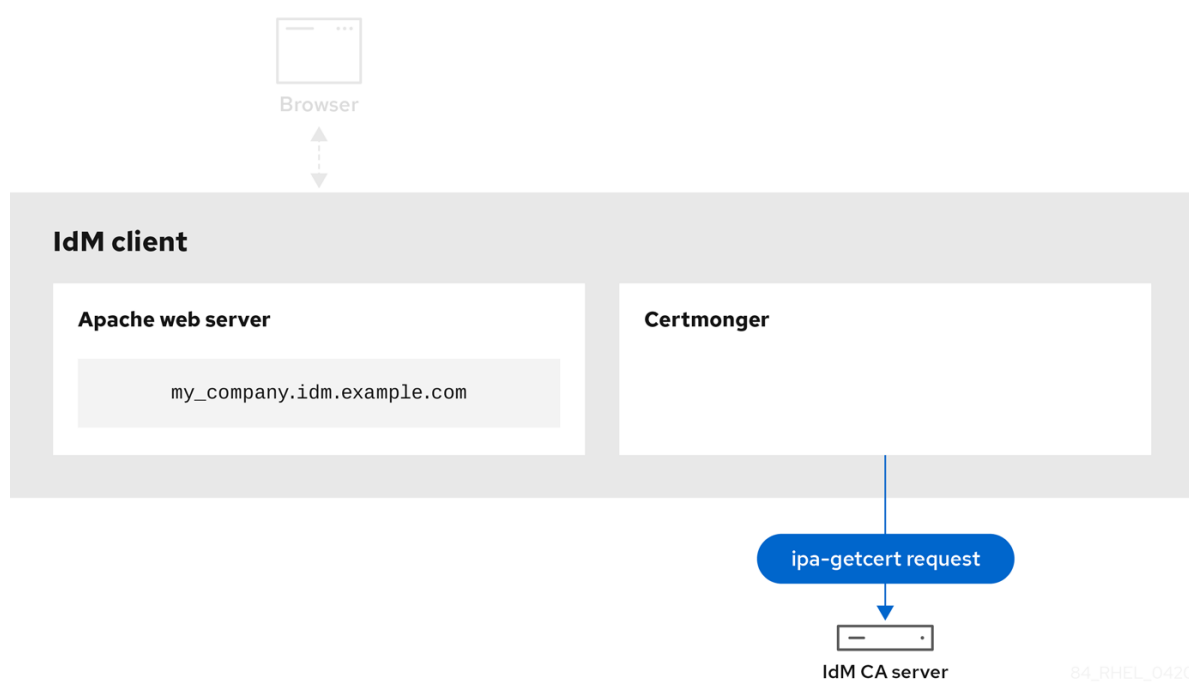 Browser
IdM client
Apache web server
Certmonger
my_company.idm.example.com
ipa-getcert request
IdM CA server
84_RHEL_0420